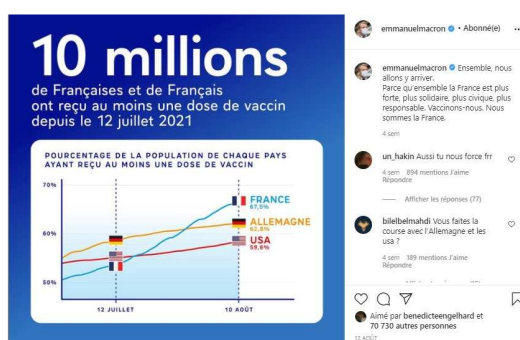 10 millions
de Françaises et de Français
ont reçu au moins une dose de vaccin
depuis le 12 juillet 2021
POURCENTAGE DE LA POPULATION DE CHAQUE PAYS
AYANT REÇU AU MOINS UNE DOSE DE VACCIN
70%
60%
50%
FRANCE
67,5%
ALLEMAGNE
62,8%
USA
59,6%
12 JUILLET
10 AOÛT
emmanuelmacron • Abonné(e)
emmanuelmacron Ensemble, nous
allons y arriver.
Parce qu'ensemble la France est plus
forte, plus solidaire, plus civique, plus
responsable. Vaccinons-nous. Nous
sommes la France.
4 sem
un_hakin Aussi tu nous force frr
4 sem 894 mentions J'aime
Répondre
Afficher les réponses (77)
bilelbelmahdi Vous faites la
course avec l'Allemagne et les
usa ?
4 sem 189 mentions J'aime
Répondre
Aimé par benedicteengelhard et
70 730 autres personnes
12 AOÛT